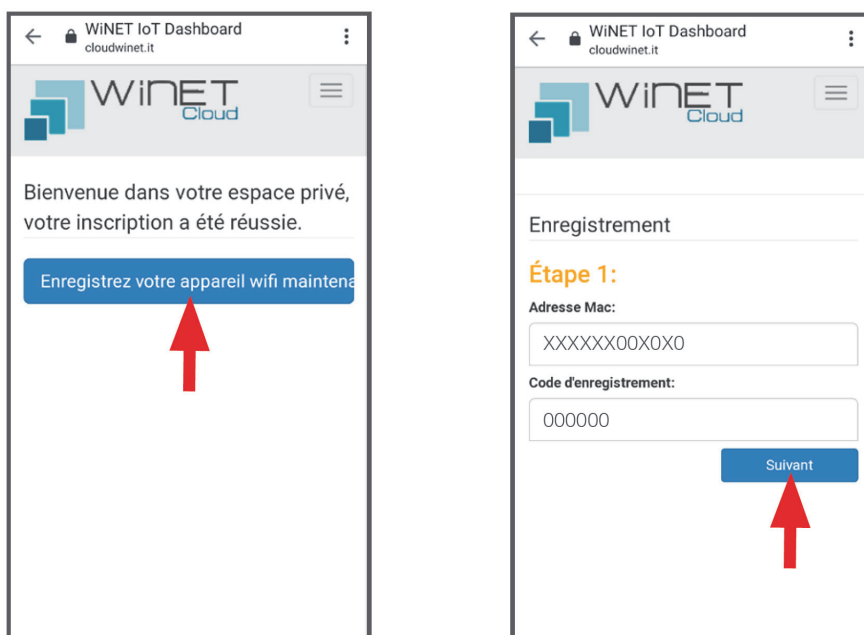 WiNET IoT Dashboard
cloudwinet.it
WiNET
Cloud
Bienvenue dans votre espace privé,
votre inscription a été réussie.
Enregistrez votre appareil wifi maintena
WiNET IoT Dashboard
cloudwinet.it
WiNET
Cloud
Enregistrement
Étape 1:
Adresse Mac:
XXXXXX00X0X0
Code d'enregistrement:
000000
Suivant